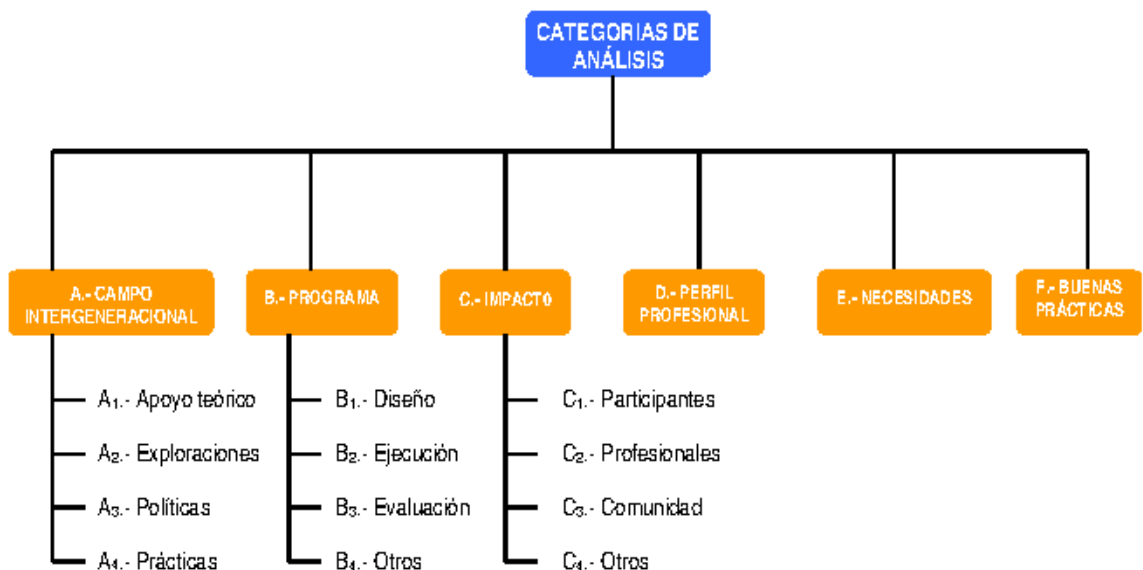 CATEGORIAS DE
ANÁLISIS
A.- CAMPO
INTERGENERACIONAL
B.- PROGRAMA
C.- IMPACTO
D.- PERFIL
PROFESIONAL
E.- NECESIDADES
F.- BUENAS
PRÁCTICAS
A₁.- Apoyo teórico
A₂.- Exploraciones
A₃.- Políticas
A₄.- Prácticas
B₁.- Diseño
B₂.- Ejecución
B₃.- Evaluación
B₄.- Otros
C₁.- Participantes
C₂.- Profesionales
C₃.- Comunidad
C₄.- Otros